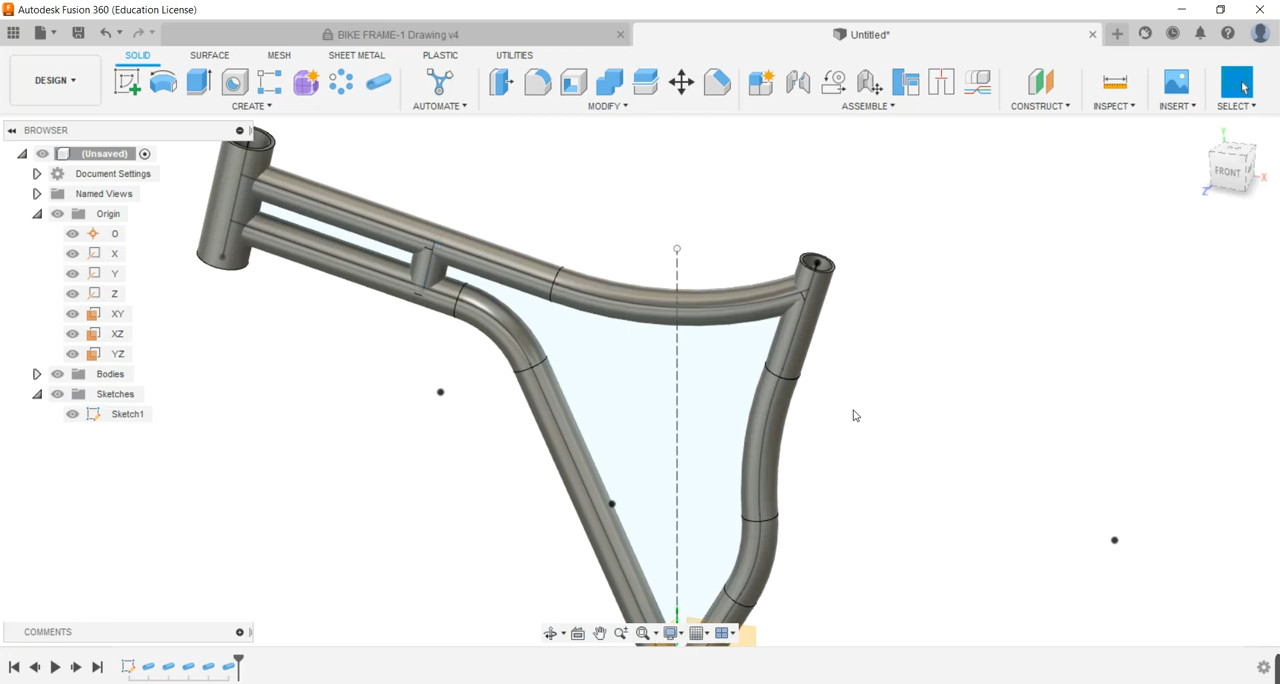 Autodesk Fusion 360 (Education License)
BIKE FRAME-1 Drawing v4
Untitled*
DESIGN
SOLID
SURFACE
MESH
SHEET METAL
PLASTIC
UTILITIES
CREATE
AUTOMATE
MODIFY
ASSEMBLE
CONSTRUCT
INSPECT
INSERT
SELECT
BROWSER
(Unsaved)
Document Settings
Named Views
Origin
O
X
Y
Z
XY
XZ
YZ
Bodies
Sketches
Sketch1
Y
FRONT
X
Z
COMMENTS